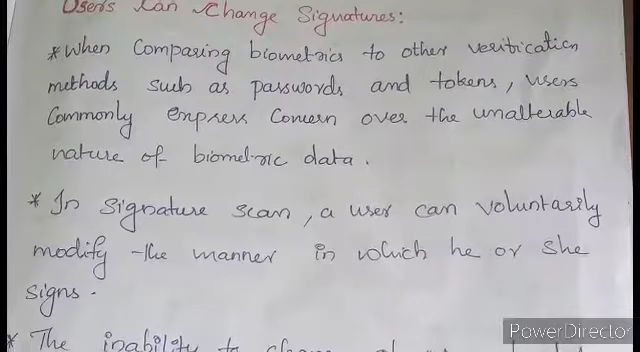 Users Can Change Signatures:
* When Comparing biometrics to other verification
methods such as passwords and tokens, users
Commonly express Concern over the unalterable
nature of biometric data.
* In signature scan, a user can voluntarily
modify the manner in which he or she
signs.
* The inability to
PowerDirector